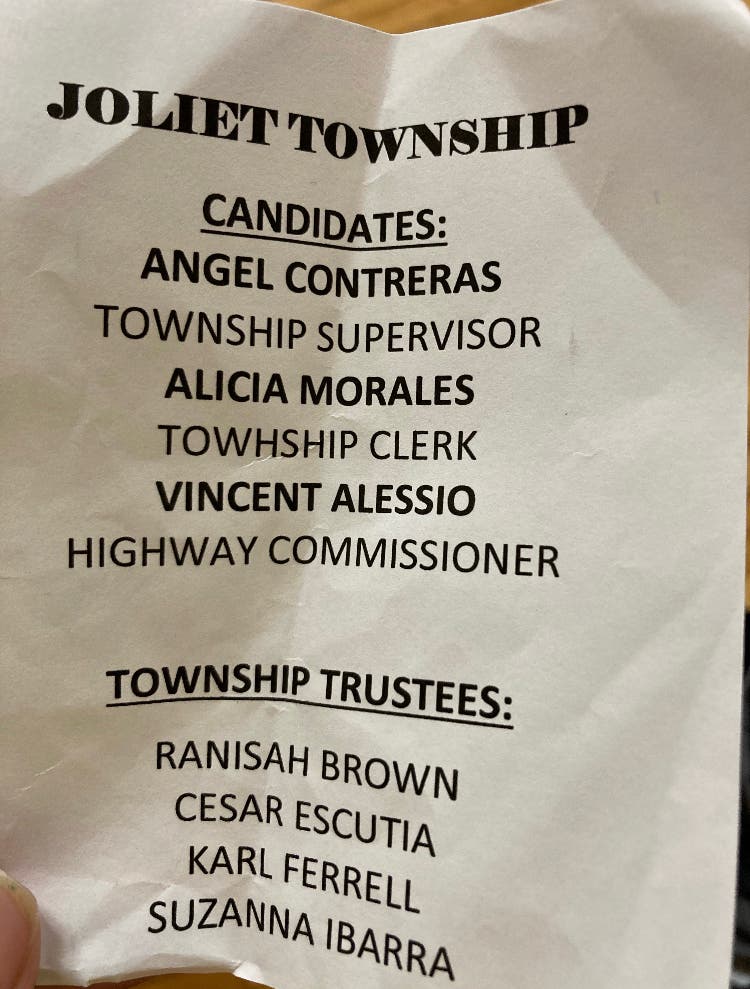 JOLIET TOWNSHIP
CANDIDATES:
ANGEL CONTRERAS
TOWNSHIP SUPERVISOR
ALICIA MORALES
TOWHSHIP CLERK
VINCENT ALESSIO
HIGHWAY COMMISSIONER
TOWNSHIP TRUSTEES:
RANISAH BROWN
CESAR ESCUTIA
KARL FERRELL
SUZANNA IBARRA